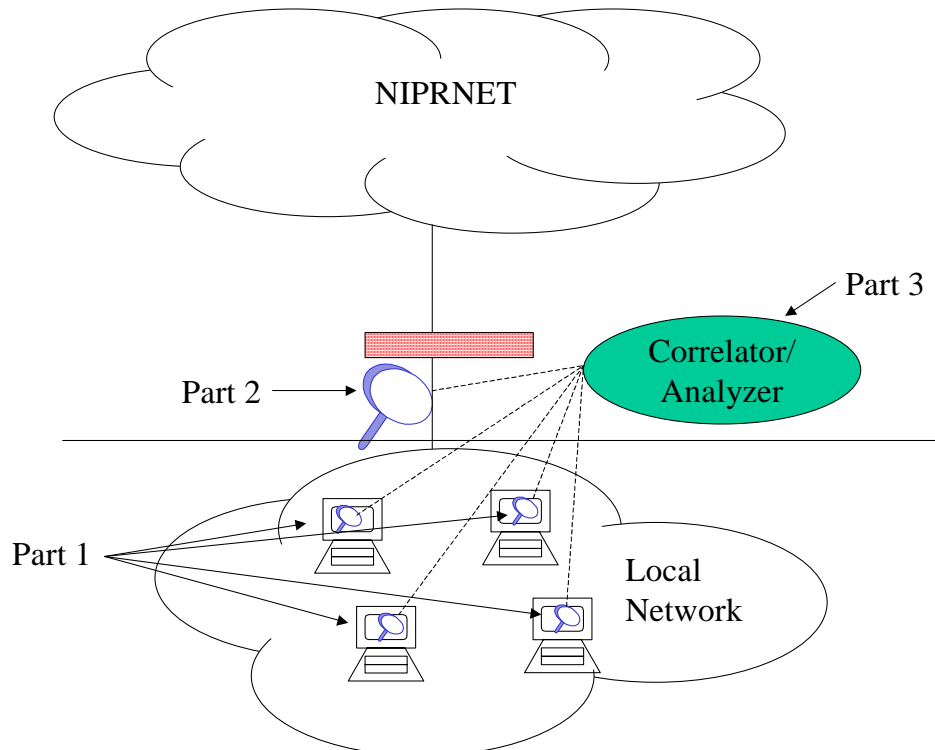 NIPRNET
Part 3
Correlator/
Analyzer
Part 2
Part 1
Local
Network